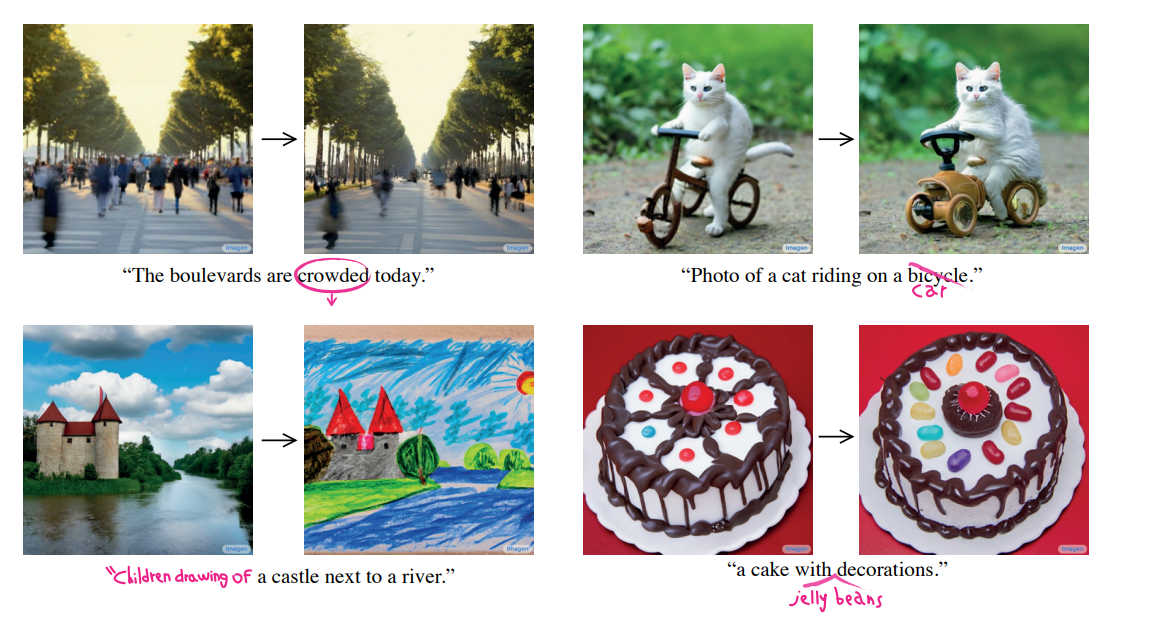 Imagen
Imagen
Imagen
Imagen
“The boulevards are crowded today.”
“Photo of a cat riding on a bicycle.”
car
Imagen
Imagen
Imagen
Imagen
“a cake with decorations.”
“Children drawing of a castle next to a river.”
jelly beans